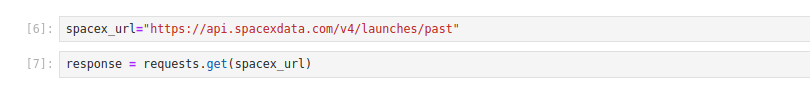 [6]: spacex_url="https://api.spacexdata.com/v4/launches/past"
[7]: response = requests.get(spacex_url)